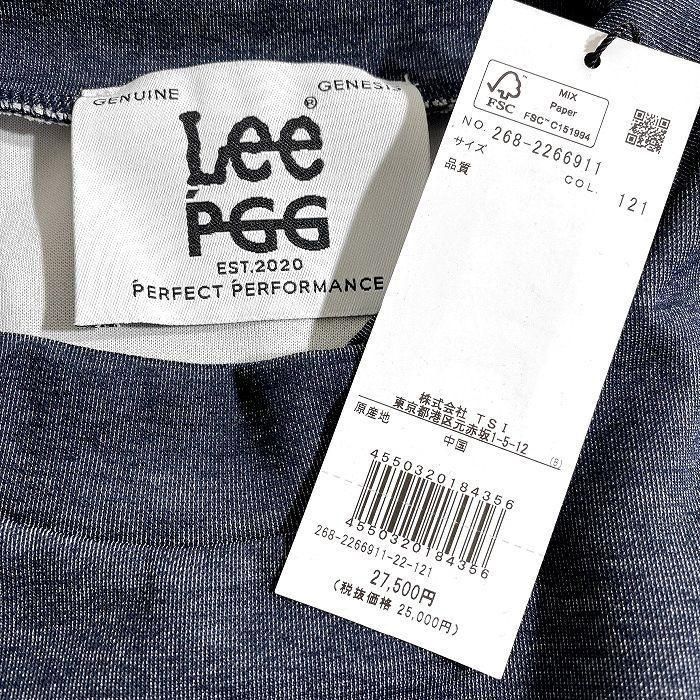 GENUINE GENESIS
Lee®
PGG
EST.2020
PERFECT PERFORMANCE
FSC
MIX
Paper
FSC™ C151994
NO. 268-2266911
サイズ
品質 COL. 121
株式会社 TSI
東京都港区元赤坂1-5-12
原産地 中国 (B)
4550320184356
4550320184356
268-2266911-22-121
27,500円
(税抜価格 25,000円)